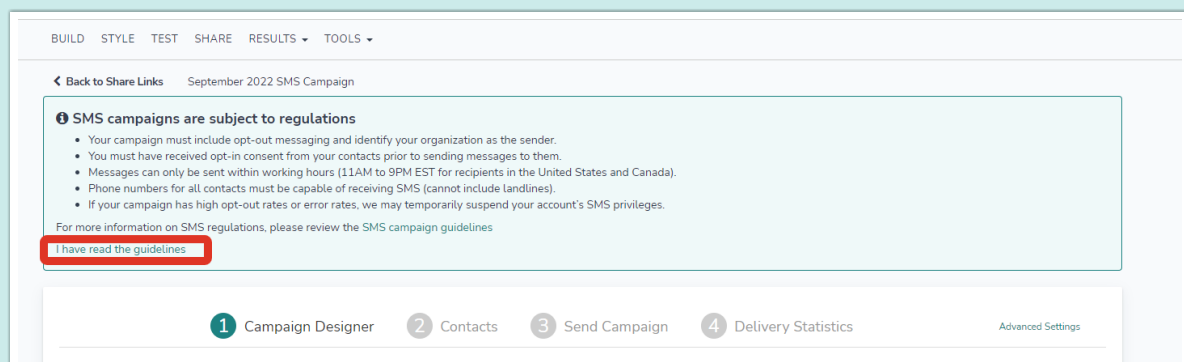 BUILD STYLE TEST SHARE RESULTS TOOLS
Back to Share Links September 2022 SMS Campaign
SMS campaigns are subject to regulations
• Your campaign must include opt-out messaging and identify your organization as the sender.
• You must have received opt-in consent from your contacts prior to sending messages to them.
• Messages can only be sent within working hours (11AM to 9PM EST for recipients in the United States and Canada).
• Phone numbers for all contacts must be capable of receiving SMS (cannot include landlines).
• If your campaign has high opt-out rates or error rates, we may temporarily suspend your account's SMS privileges.
For more information on SMS regulations, please review the SMS campaign guidelines
I have read the guidelines
1 Campaign Designer 2 Contacts 3 Send Campaign 4 Delivery Statistics Advanced Settings